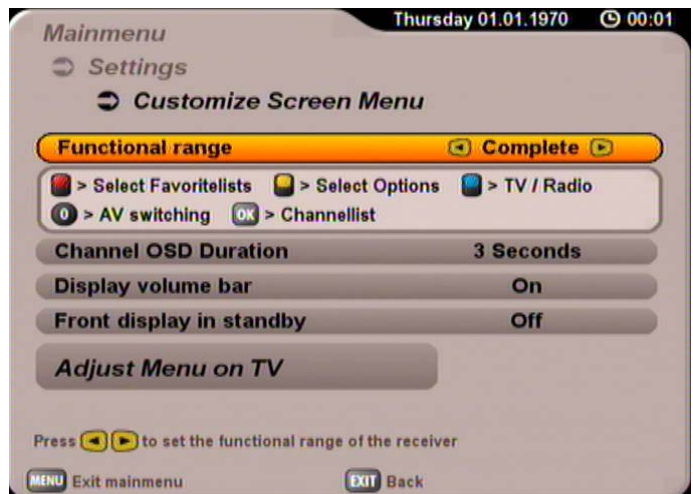 Thursday 01.01.1970 00:01
Mainmenu
Settings
Customize Screen Menu
Functional range Complete
> Select Favoritelists > Select Options > TV / Radio
0 > AV switching OK > Channellist
Channel OSD Duration 3 Seconds
Display volume bar On
Front display in standby Off
Adjust Menu on TV
Press to set the functional range of the receiver
MENU Exit mainmenu EXIT Back